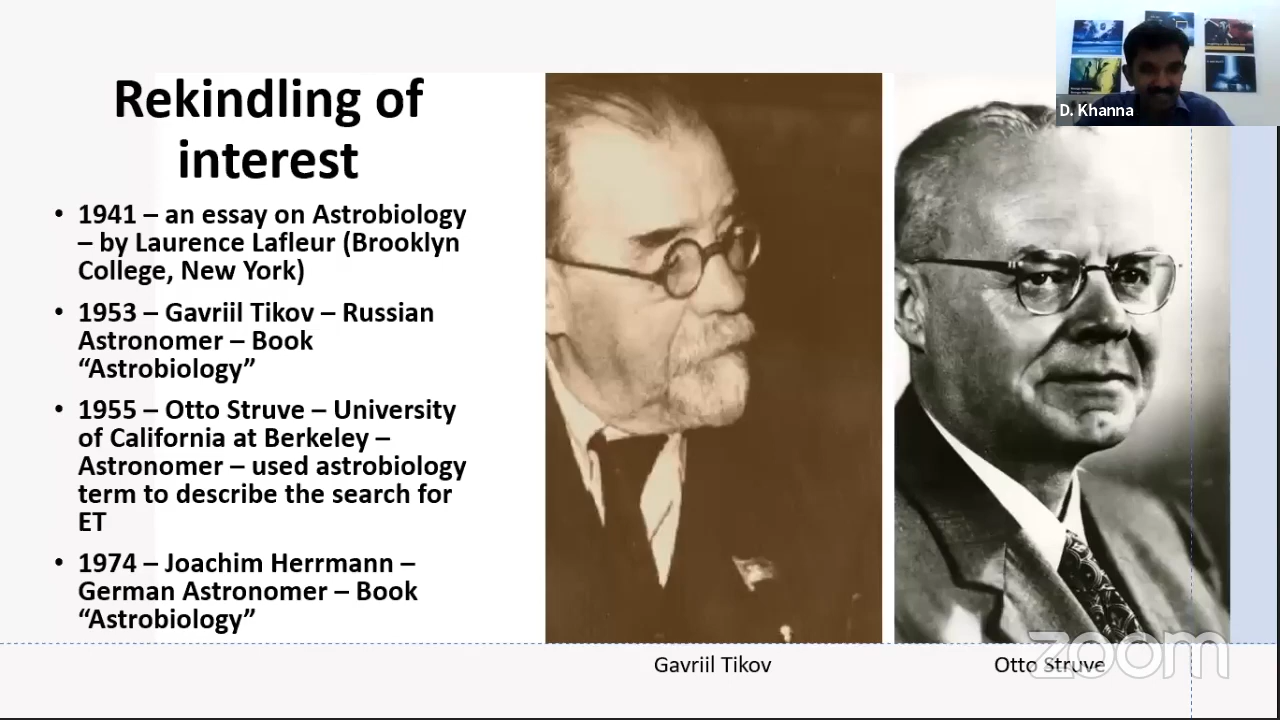 Rekindling of
interest
• 1941 – an essay on Astrobiology
– by Laurence Lafleur (Brooklyn
College, New York)
• 1953 – Gavriil Tikov – Russian
Astronomer – Book
“Astrobiology”
• 1955 – Otto Struve – University
of California at Berkeley –
Astronomer – used astrobiology
term to describe the search for
ET
• 1974 – Joachim Herrmann –
German Astronomer – Book
“Astrobiology”
Gavriil Tikov
Otto Struve
D. Khanna
zoom